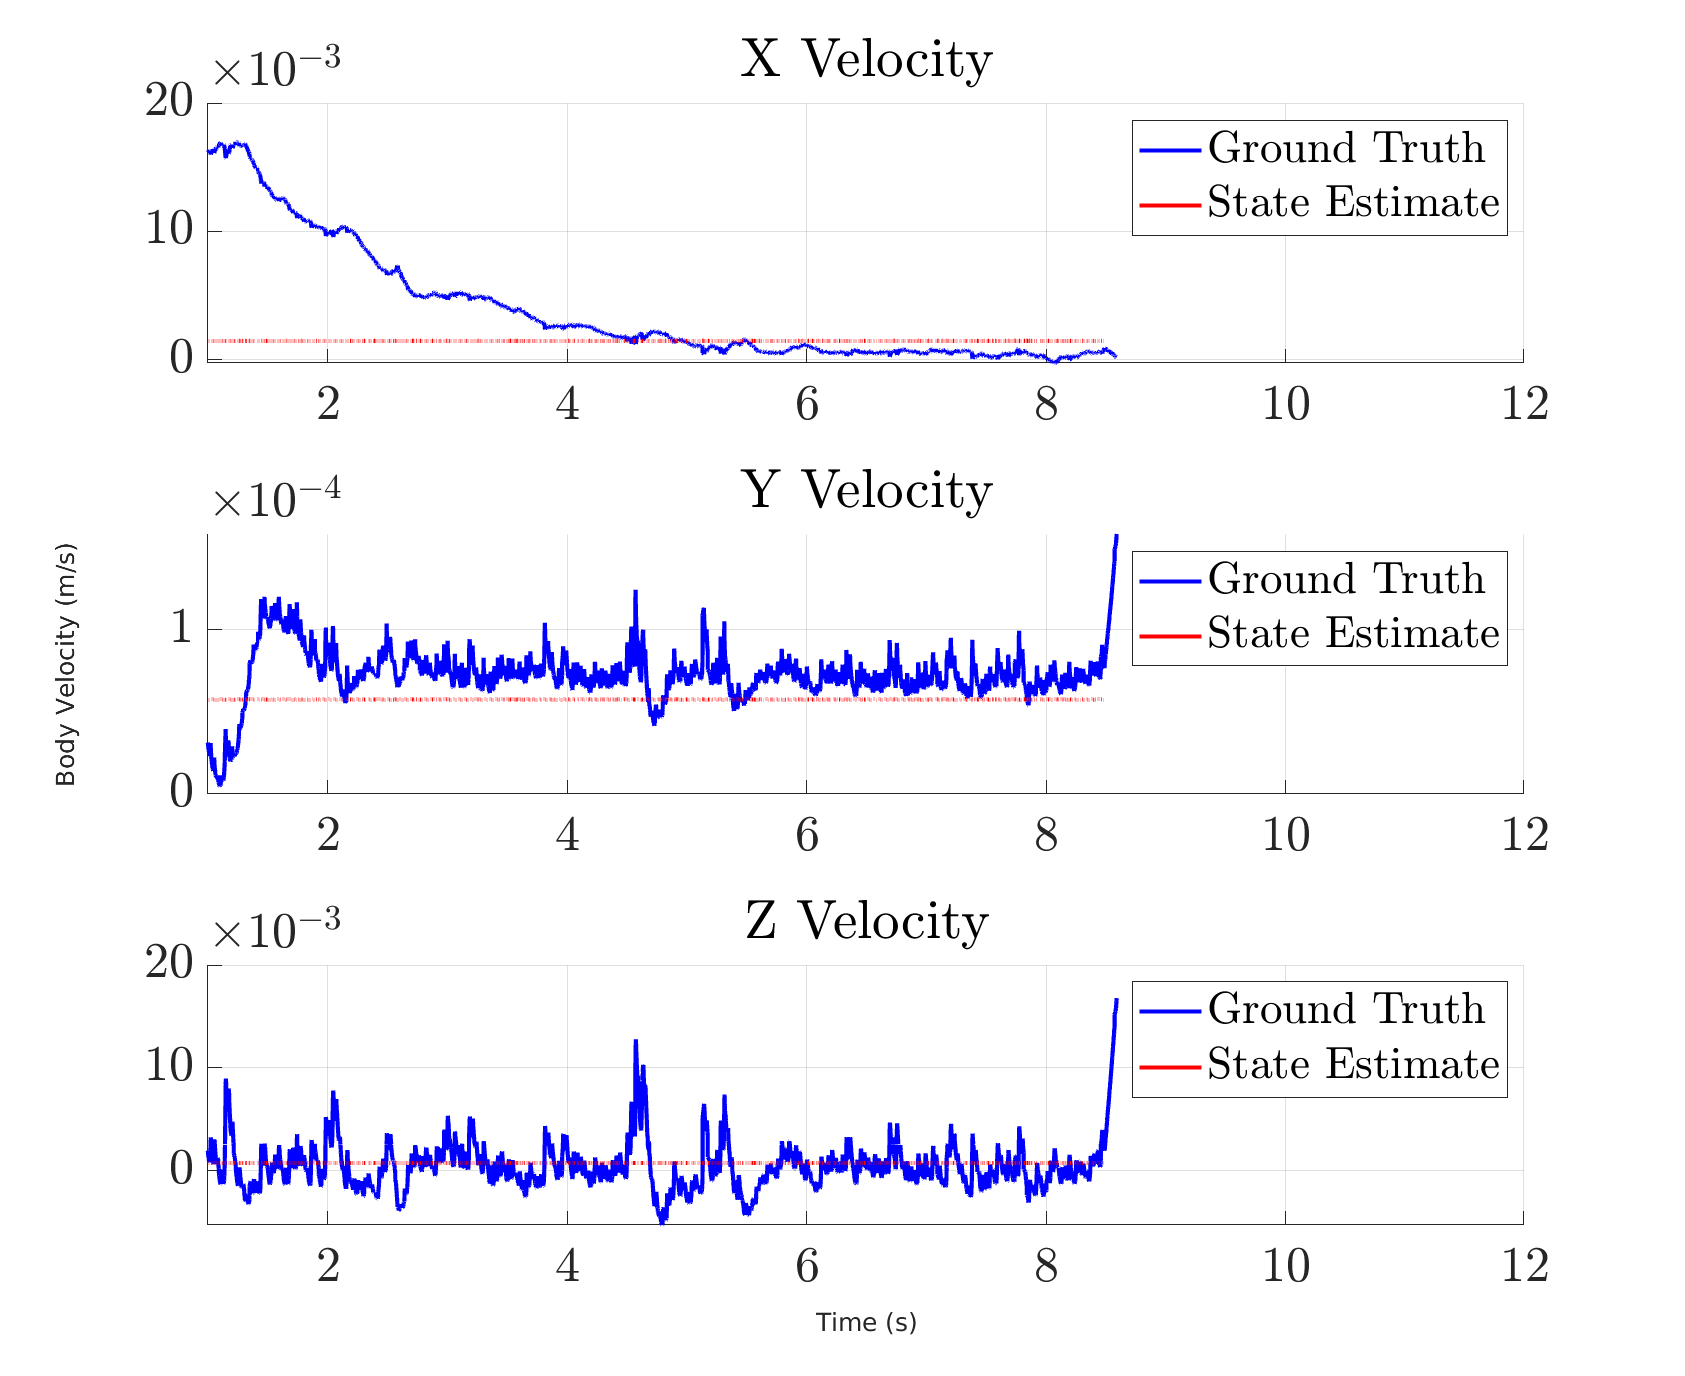 X Velocity
×10⁻³
20
10
0
2 4 6 8 10 12
Ground Truth
State Estimate
Y Velocity
×10⁻⁴
1
0
2 4 6 8 10 12
Ground Truth
State Estimate
Body Velocity (m/s)
Z Velocity
×10⁻³
20
10
0
2 4 6 8 10 12
Ground Truth
State Estimate
Time (s)